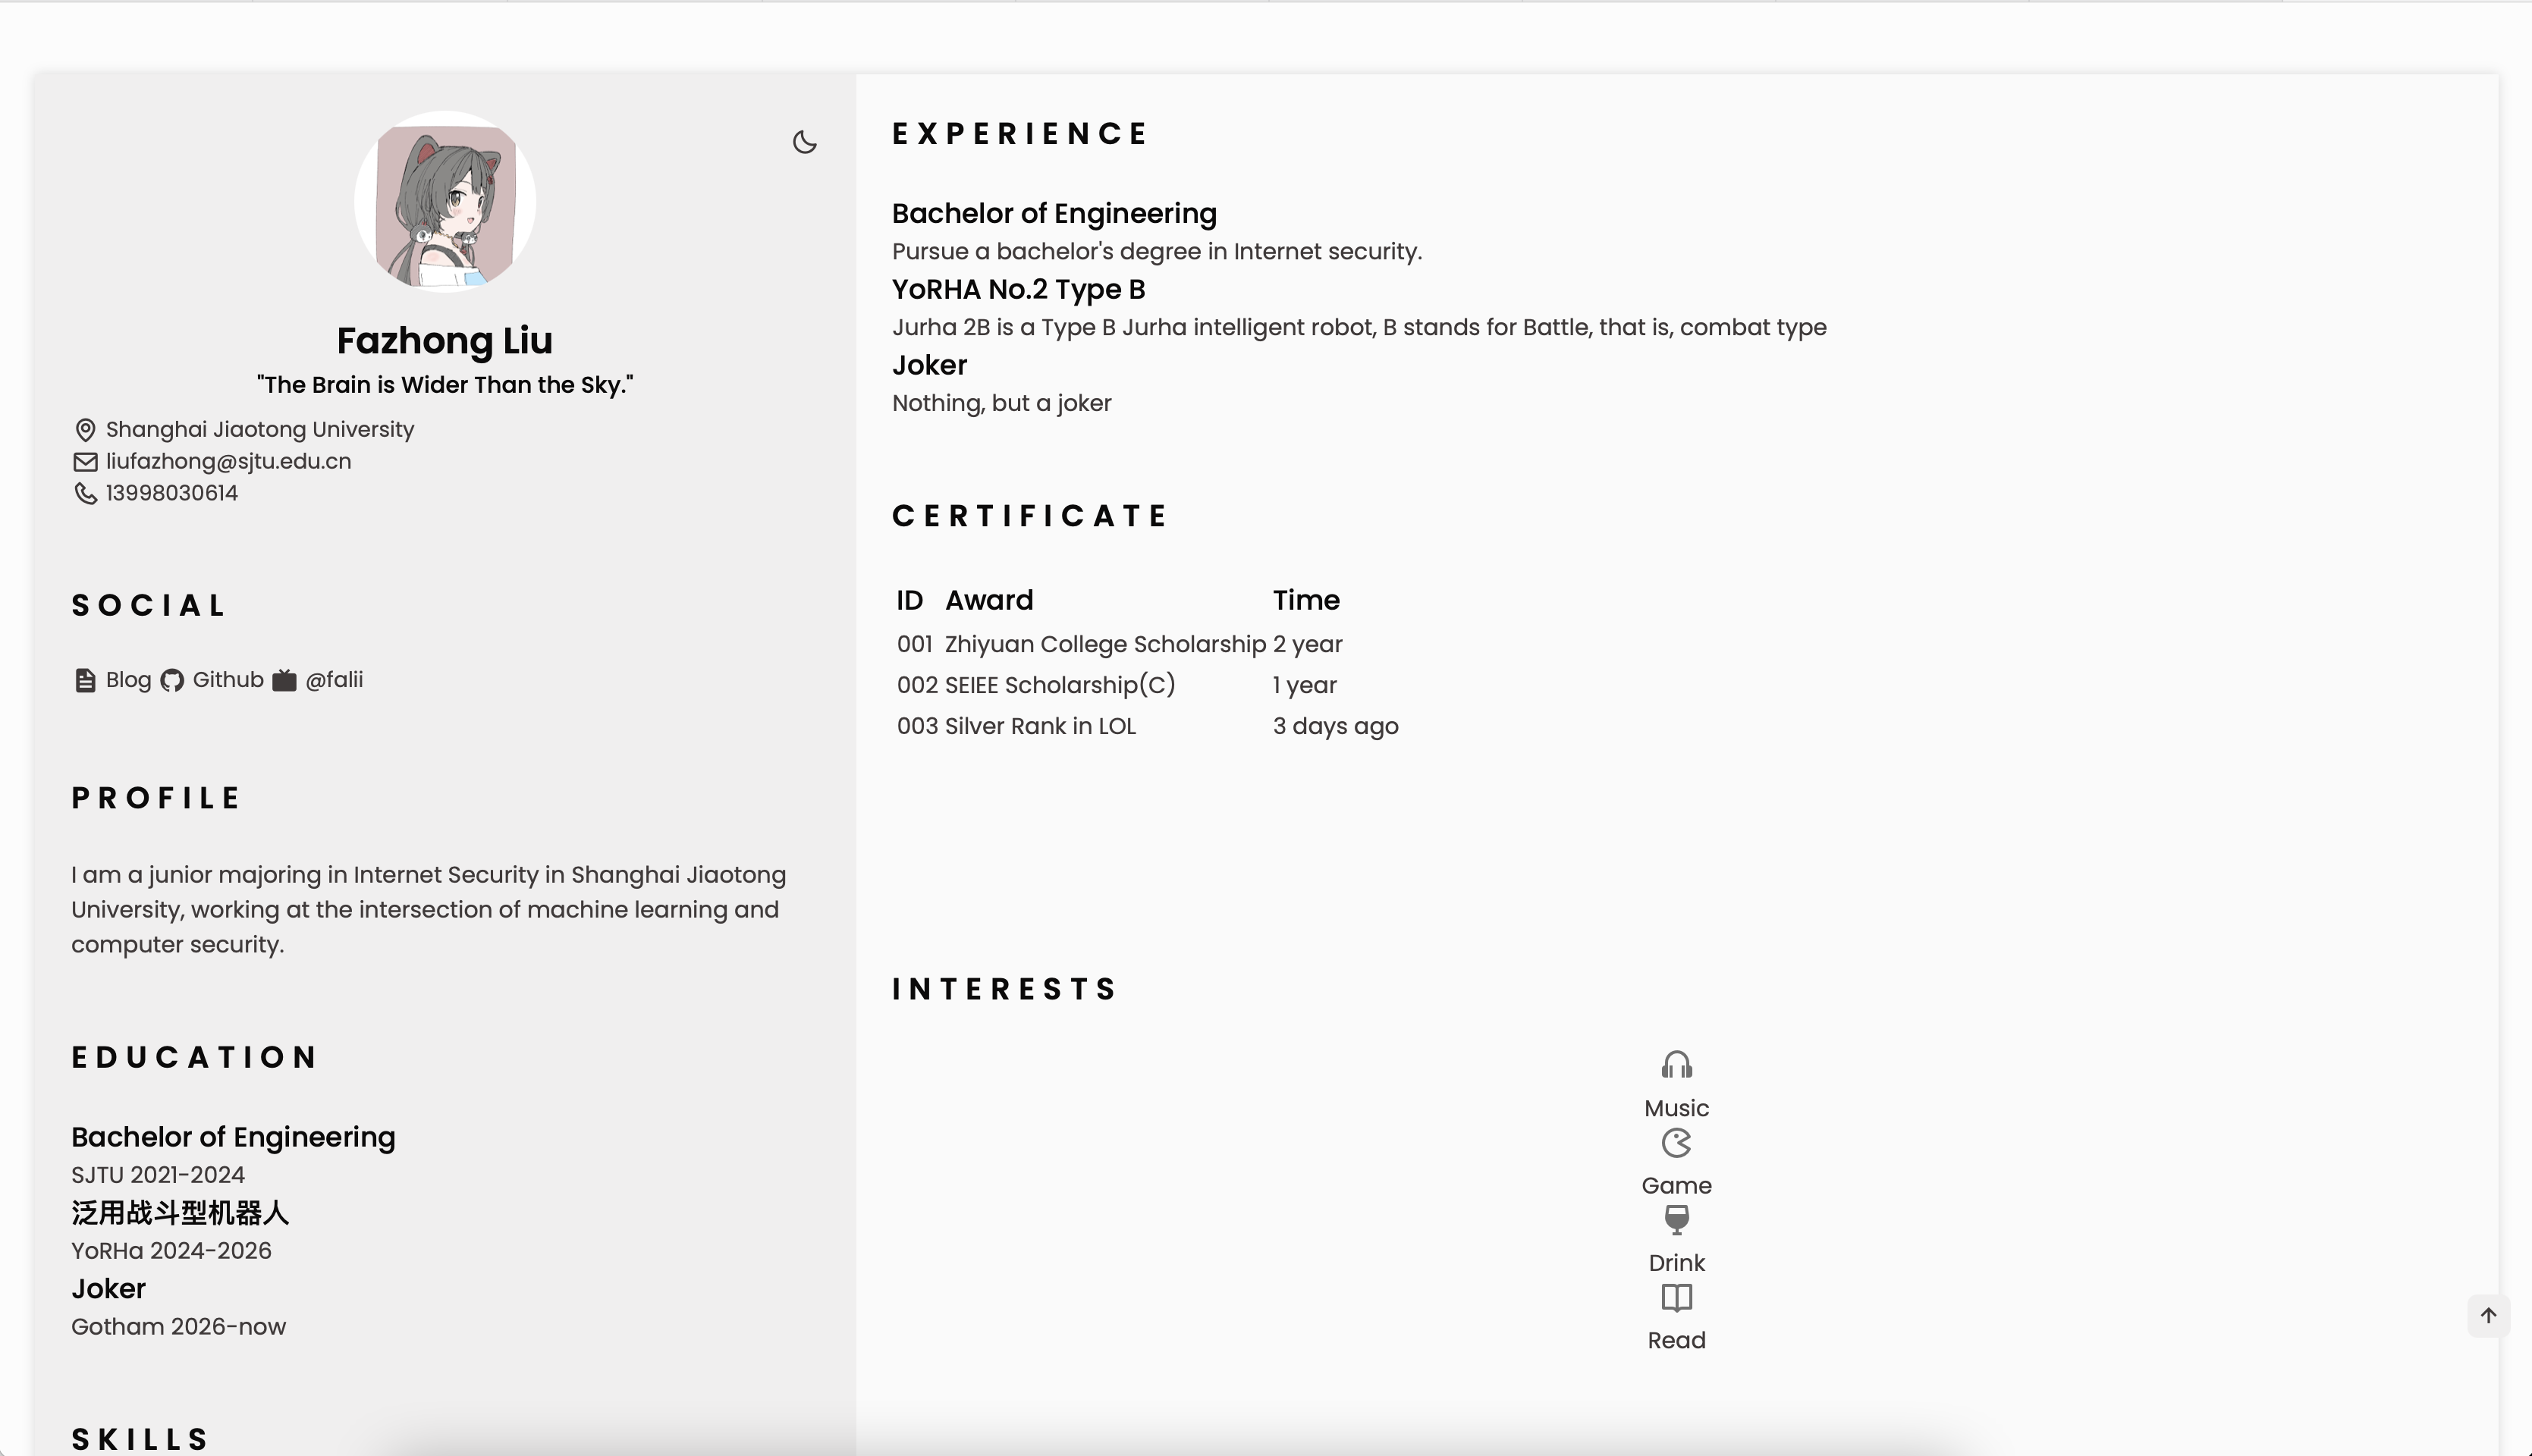 Fazhong Liu
"The Brain is Wider Than the Sky."
Shanghai Jiaotong University
liufazhong@sjtu.edu.cn
13998030614
SOCIAL
Blog Github @falii
PROFILE
I am a junior majoring in Internet Security in Shanghai Jiaotong
University, working at the intersection of machine learning and
computer security.
EDUCATION
Bachelor of Engineering
SJTU 2021-2024
泛用战斗型机器人
YoRHa 2024-2026
Joker
Gotham 2026-now
SKILLS
EXPERIENCE
Bachelor of Engineering
Pursue a bachelor's degree in Internet security.
YoRHA No.2 Type B
Jurha 2B is a Type B Jurha intelligent robot, B stands for Battle, that is, combat type
Joker
Nothing, but a joker
CERTIFICATE
ID Award Time
001 Zhiyuan College Scholarship 2 year
002 SEIEE Scholarship(C) 1 year
003 Silver Rank in LOL 3 days ago
INTERESTS
Music
Game
Drink
Read